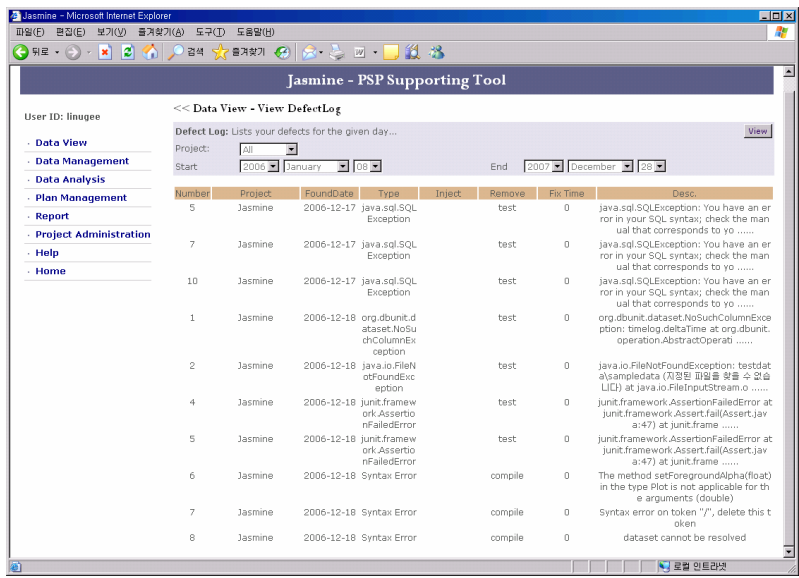 Jasmine - Microsoft Internet Explorer
파일(F) 편집(E) 보기(V) 즐겨찾기(A) 도구(T) 도움말(H)
뒤로 검색 즐겨찾기
Jasmine - PSP Supporting Tool
User ID: linugee
Data View
Data Management
Data Analysis
Plan Management
Report
Project Administration
Help
Home
<< Data View - View DefectLog
Defect Log: Lists your defects for the given day... View
Project: All
Start 2006 January 08 End 2007 December 28
Number Project FoundDate Type Inject Remove Fix Time Desc.
5 Jasmine 2006-12-17 java.sql.SQL test 0 java.sql.SQLException: You have an er
Exception ror in your SQL syntax; check the man
ual that corresponds to yo ......
7 Jasmine 2006-12-17 java.sql.SQL test 0 java.sql.SQLException: You have an er
Exception ror in your SQL syntax; check the man
ual that corresponds to yo ......
10 Jasmine 2006-12-17 java.sql.SQL test 0 java.sql.SQLException: You have an er
Exception ror in your SQL syntax; check the man
ual that corresponds to yo ......
1 Jasmine 2006-12-18 org.dbunit.d test 0 org.dbunit.dataset.NoSuchColumnExce
ataset.NoSu ption: timelog.deltaTime at org.dbunit.
chColumnEx operation.AbstractOperati ......
ception
2 Jasmine 2006-12-18 java.io.FileN test 0 java.io.FileNotFoundException: testdat
otFoundExc a\sampledata (지정된 파일을 찾을 수 없습
eption 니다) at java.io.FileInputStream.o ......
4 Jasmine 2006-12-18 junit.framew test 0 junit.framework.AssertionFailedError at
ork.Assertio junit.framework.Assert.fail(Assert.jav
nFailedError a:47) at junit.frame ......
5 Jasmine 2006-12-18 junit.framew test 0 junit.framework.AssertionFailedError at
ork.Assertio junit.framework.Assert.fail(Assert.jav
nFailedError a:47) at junit.frame ......
6 Jasmine 2006-12-18 Syntax Error compile 0 The method setForegroundAlpha(float)
in the type Plot is not applicable for th
e arguments (double)
7 Jasmine 2006-12-18 Syntax Error compile 0 Syntax error on token "/", delete this t
oken
8 Jasmine 2006-12-18 Syntax Error compile 0 dataset cannot be resolved
로컬 인트라넷